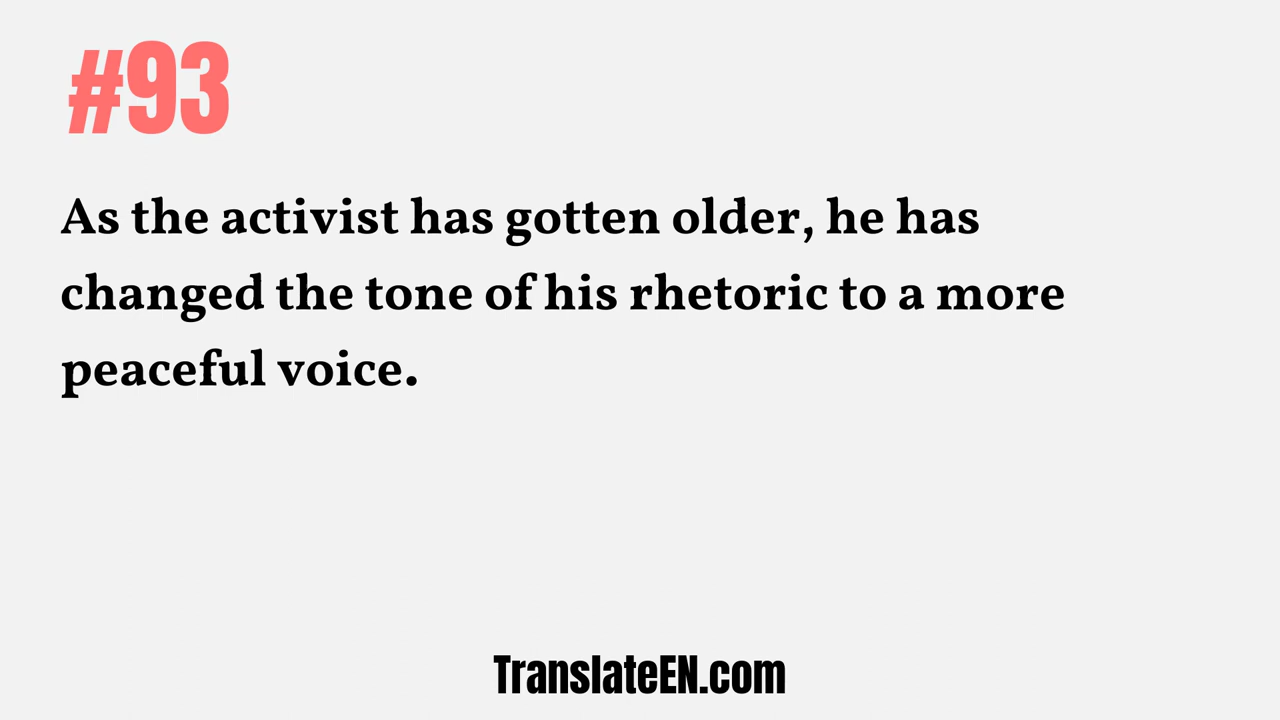 #93
As the activist has gotten older, he has
changed the tone of his rhetoric to a more
peaceful voice.
TranslateEN.com